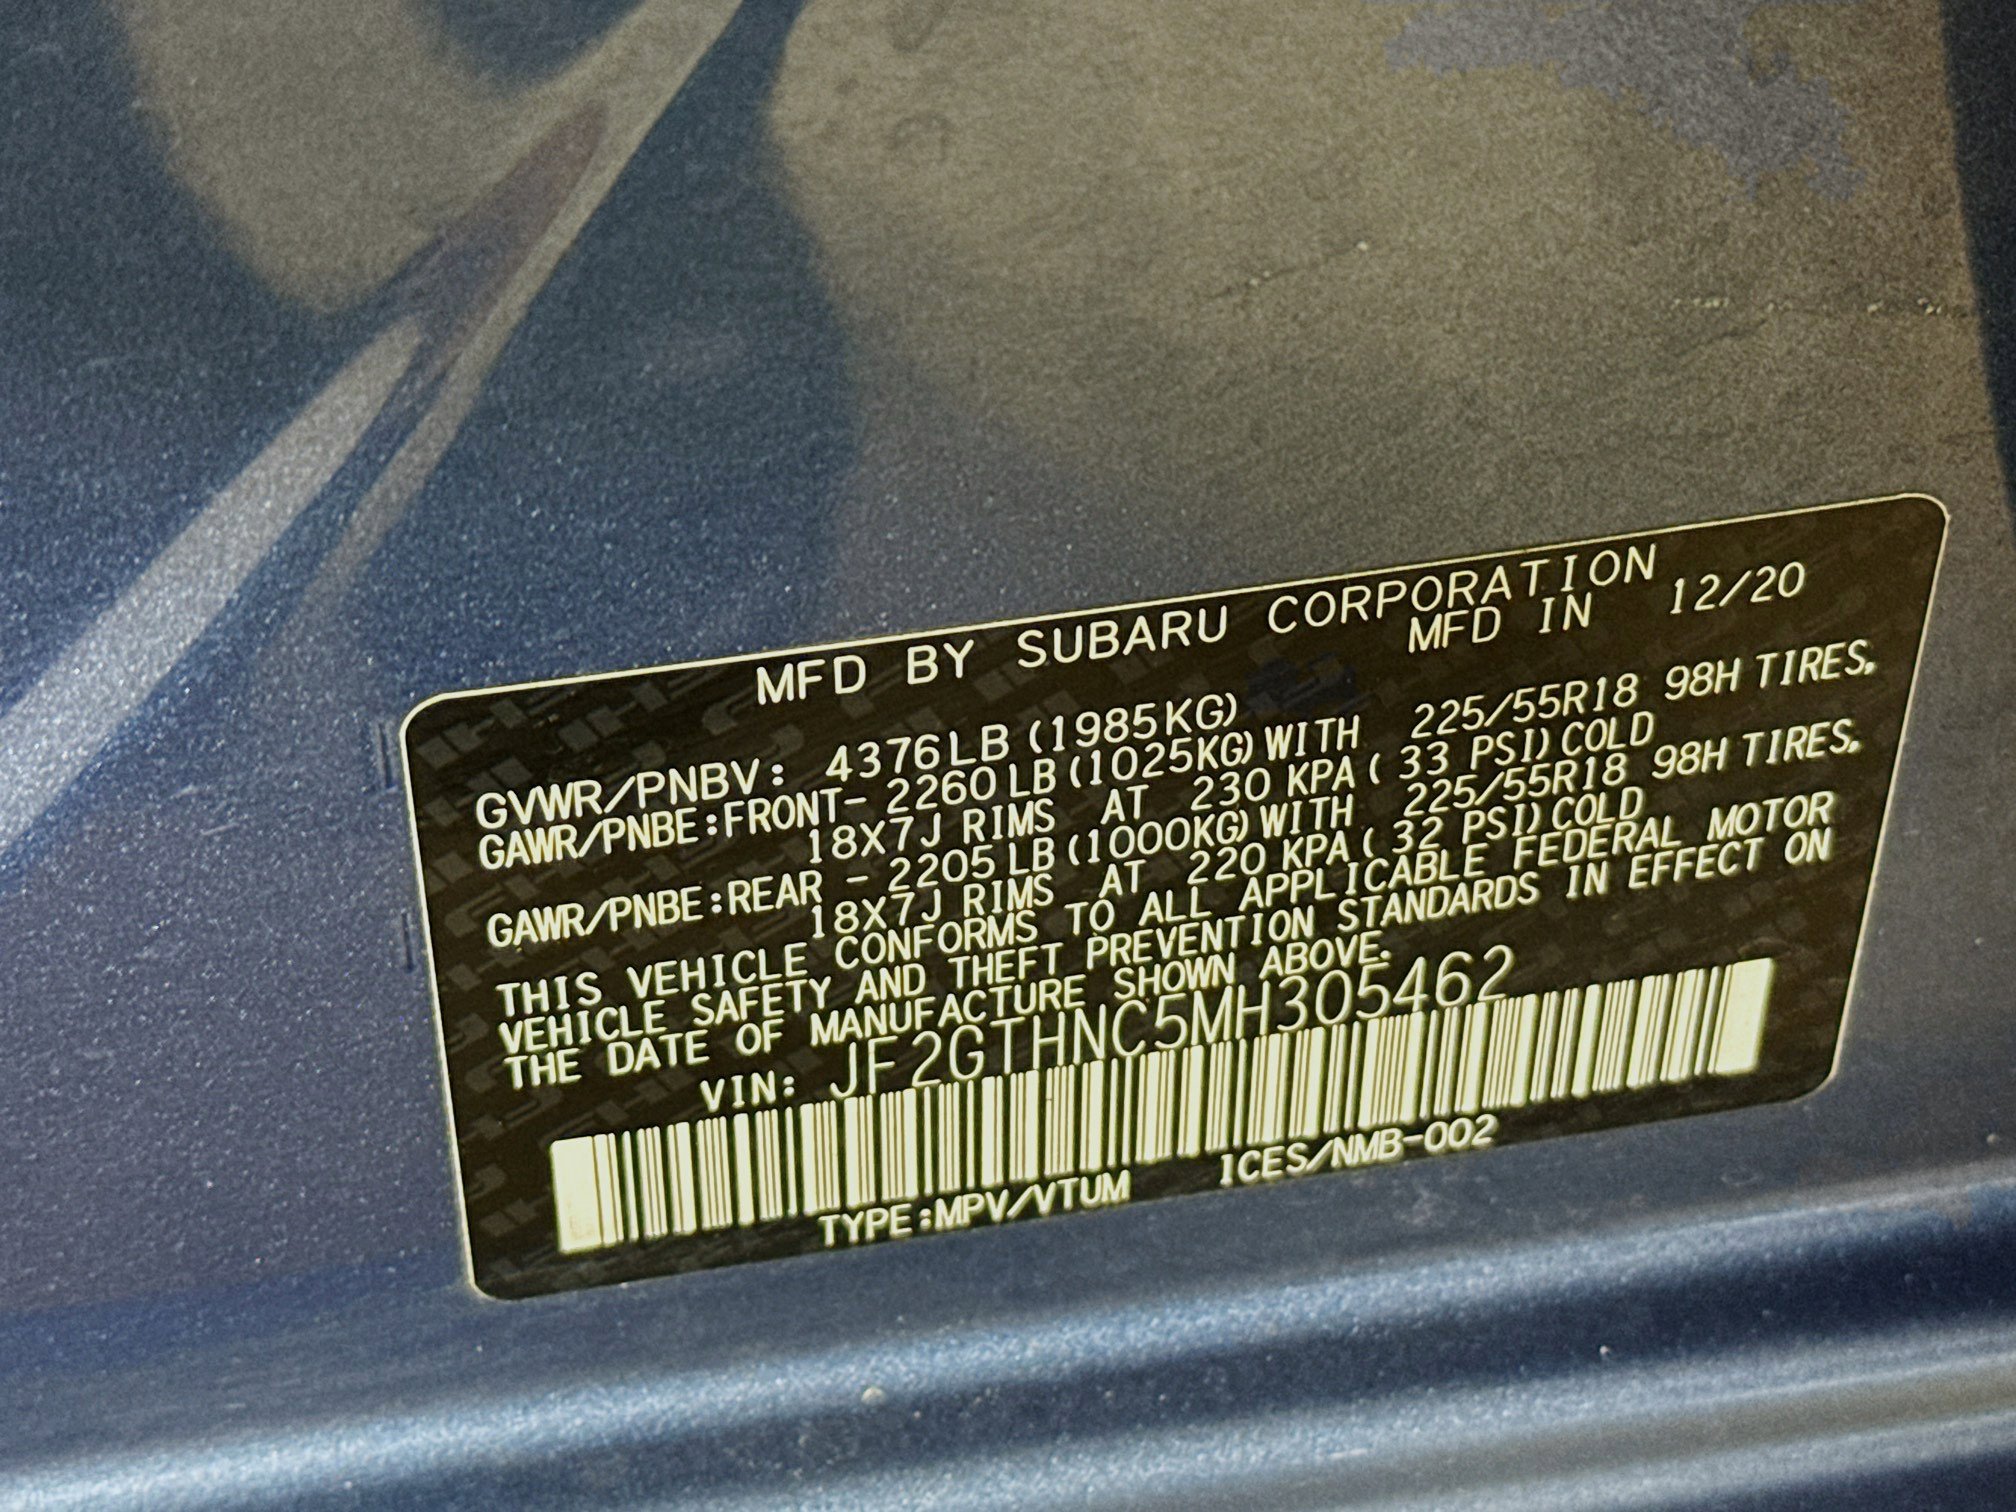 MFD BY SUBARU CORPORATION
MFD IN 12/20
GVWR/PNBV: 4376LB (1985KG)
GAWR/PNBE:FRONT- 2260LB (1025KG) WITH 225/55R18 98H TIRES.
18X7J RIMS AT 230 KPA ( 33 PSI) COLD
GAWR/PNBE:REAR - 2205LB (1000KG) WITH 225/55R18 98H TIRES.
18X7J RIMS AT 220 KPA ( 32 PSI) COLD
THIS VEHICLE CONFORMS TO ALL APPLICABLE FEDERAL MOTOR
VEHICLE SAFETY AND THEFT PREVENTION STANDARDS IN EFFECT ON
THE DATE OF MANUFACTURE SHOWN ABOVE.
VIN: JF2GTHNC5MH305462
TYPE:MPV/VTUM ICES/NMB-002